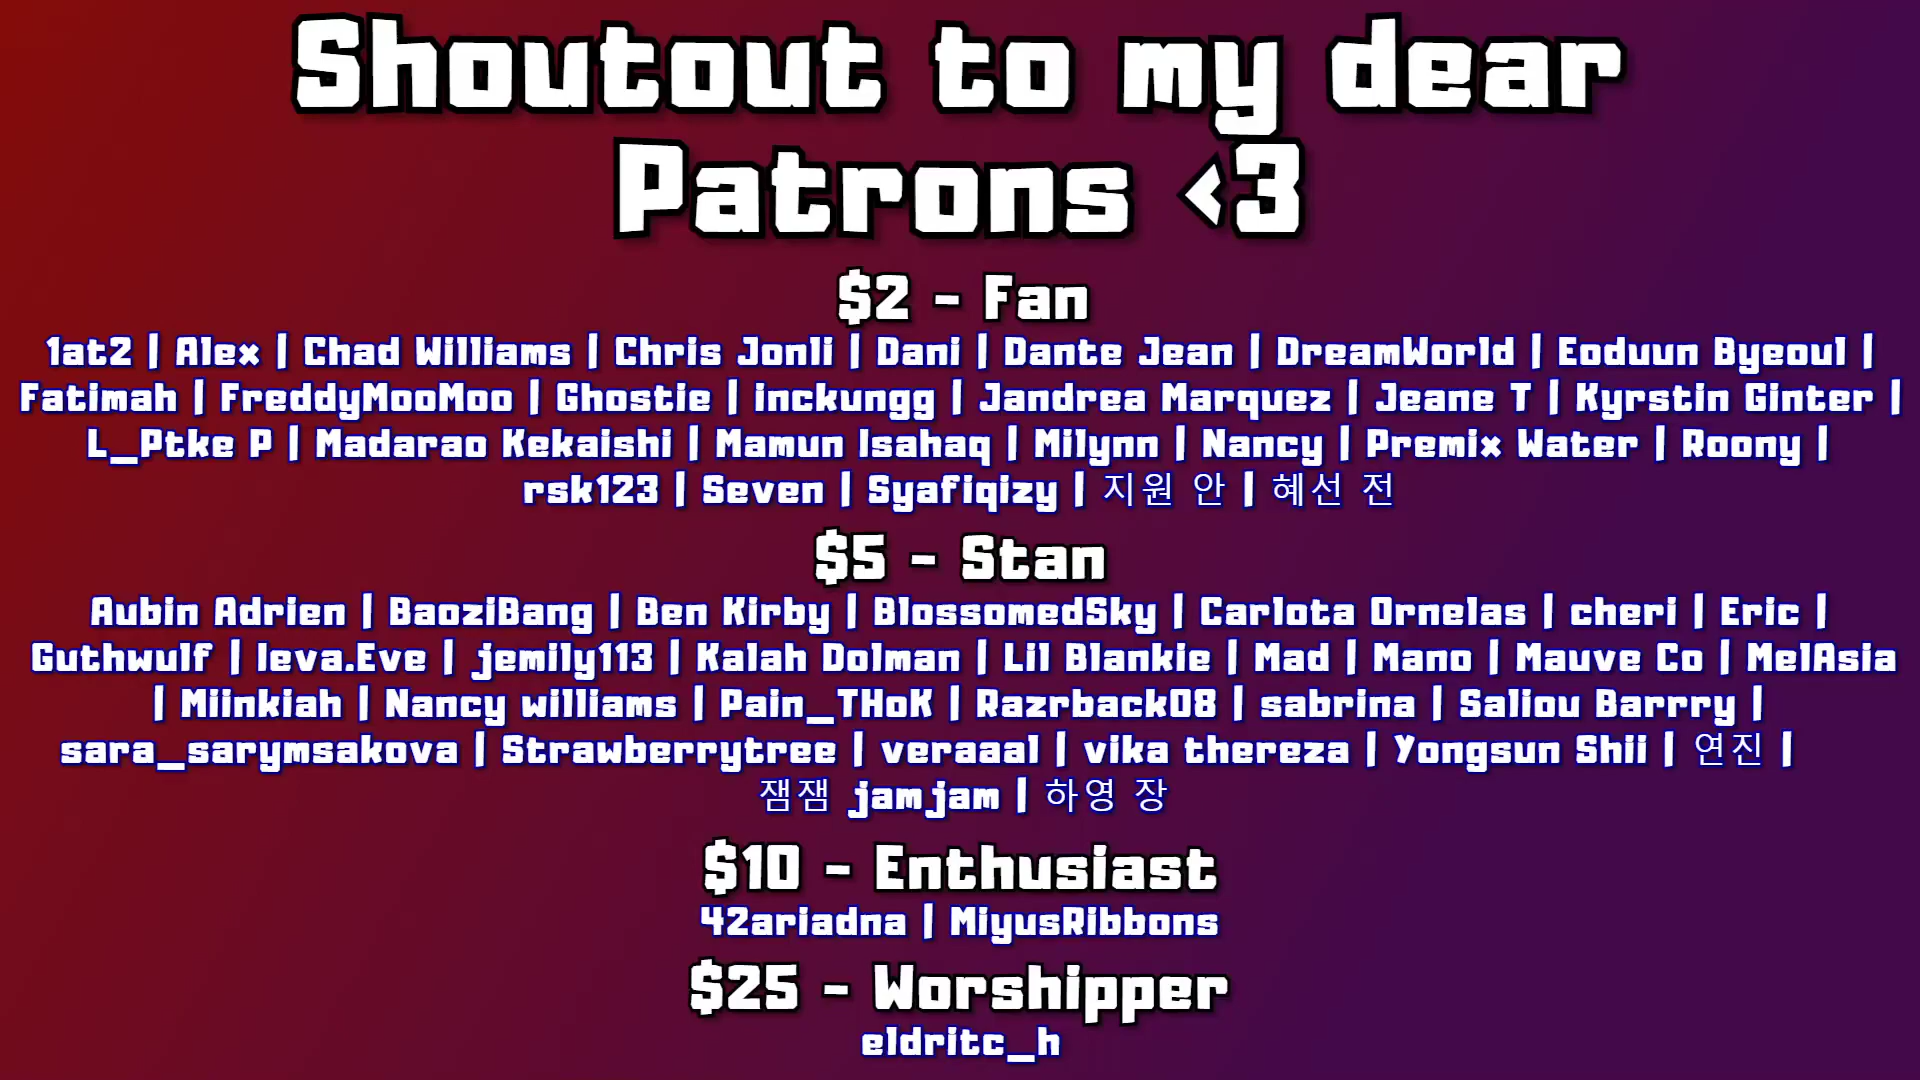 Shoutout to my dear
Patrons <3
$2 - Fan
1at2 | Alex | Chad Williams | Chris Jonli | Dani | Dante Jean | DreamWorld | Eoduun Byeoul |
Fatimah | FreddyMooMoo | Ghostie | inckungg | Jandrea Marquez | Jeane T | Kyrstin Ginter |
L_Ptke P | Madarao Kekaishi | Mamun Isahaq | Milynn | Nancy | Premix Water | Roony |
rsk123 | Seven | Syafiqizy | 지원 안 | 혜선 전
$5 - Stan
Aubin Adrien | BaoziBang | Ben Kirby | BlossomedSky | Carlota Ornelas | cheri | Eric |
Guthwulf | Ieva.Eve | jemily113 | Kalah Dolman | Lil Blankie | Mad | Mano | Mauve Co | MelAsia
| Miinkiah | Nancy williams | Pain_THoK | Razrback08 | sabrina | Saliou Barrry |
sara_sarymsakova | Strawberrytree | veraaal | vika thereza | Yongsun Shii | 연진 |
잼잼 jamjam | 하영 장
$10 - Enthusiast
42ariadna | MiyusRibbons
$25 - Worshipper
eldritc_h